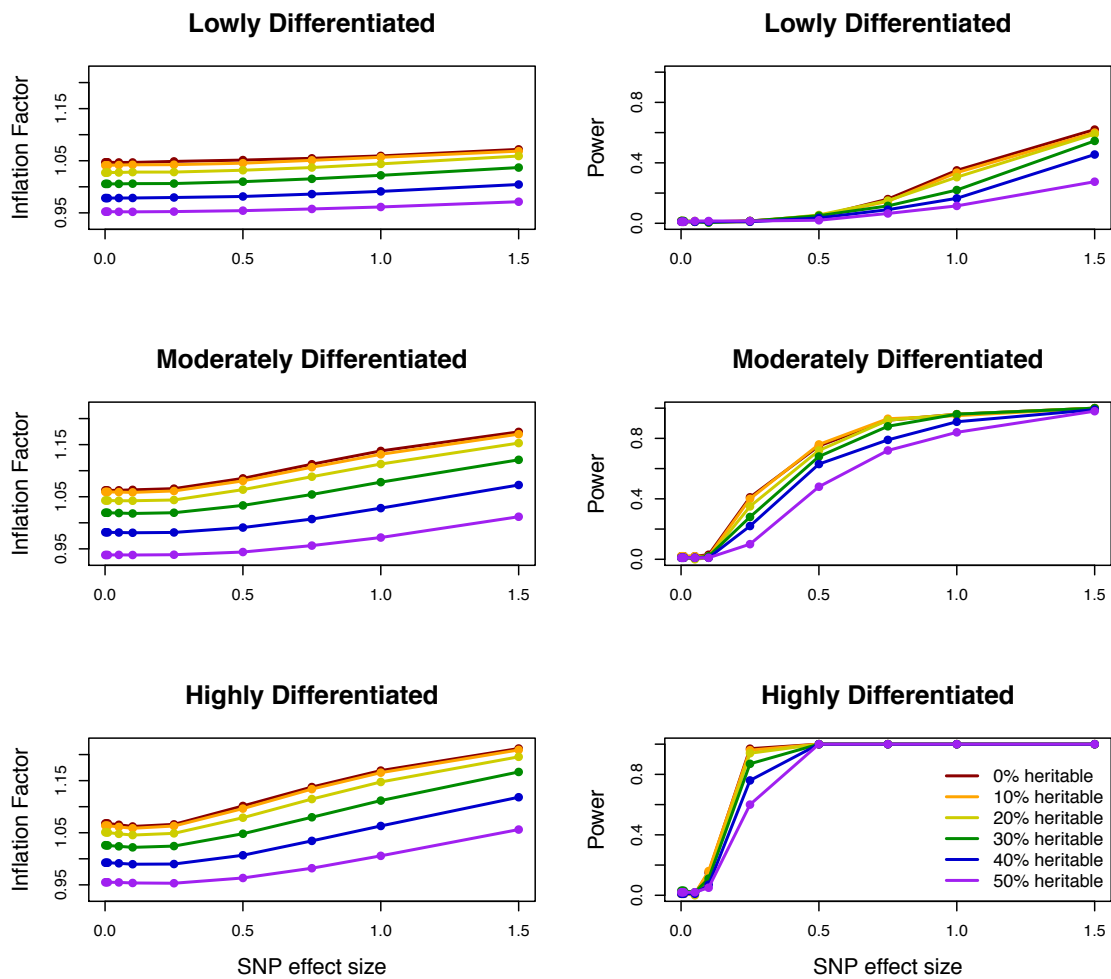 Lowly Differentiated
Inflation Factor
0.95 1.05 1.15
0.0 0.5 1.0 1.5
Lowly Differentiated
Power
0.0 0.4 0.8
0.0 0.5 1.0 1.5
Moderately Differentiated
Inflation Factor
0.95 1.05 1.15
0.0 0.5 1.0 1.5
Moderately Differentiated
Power
0.0 0.4 0.8
0.0 0.5 1.0 1.5
Highly Differentiated
Inflation Factor
0.95 1.05 1.15
0.0 0.5 1.0 1.5
SNP effect size
Highly Differentiated
Power
0.0 0.4 0.8
0% heritable
10% heritable
20% heritable
30% heritable
40% heritable
50% heritable
0.0 0.5 1.0 1.5
SNP effect size